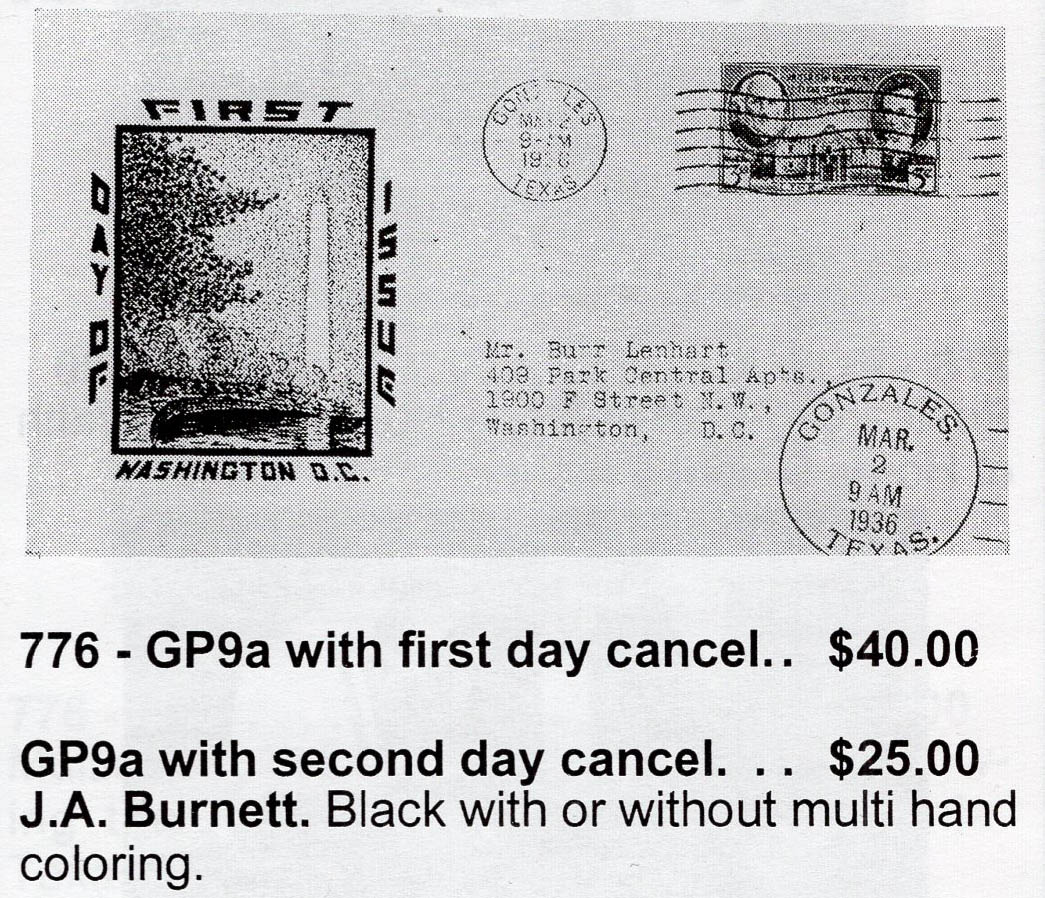 FIRST
DAY OF
ISSUE
WASHINGTON D.C.
TEXAS
3¢
3¢
Mr. Burr Lenhart
409 Park Central Apts.,
1900 F Street N.W.,
Washington, D.C.
GONZALES.
MAR.
2
9 AM
1936
TEXAS.
776 - GP9a with first day cancel.. $40.00
GP9a with second day cancel. . . $25.00
J.A. Burnett. Black with or without multi hand
coloring.